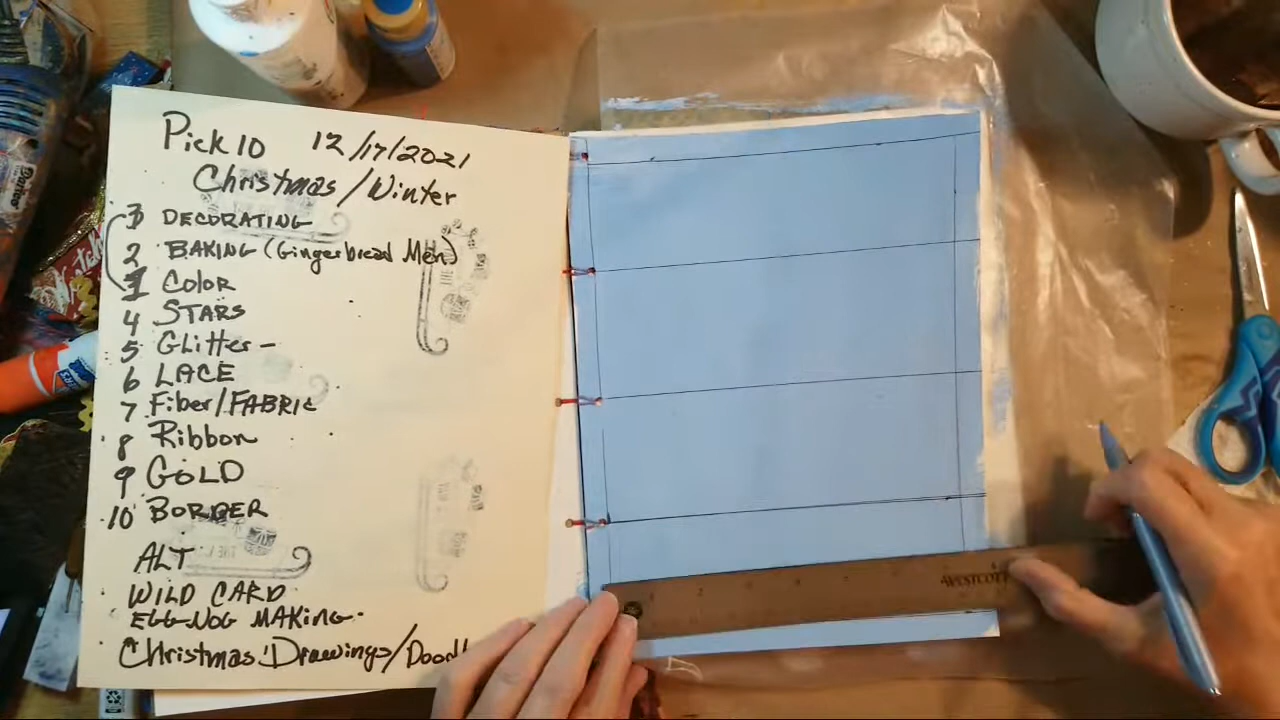 Pick 10 12/17/2021
Christmas/Winter
3 DECORATING
2 BAKING (Gingerbread Men)
1 Color
4 STARS
5 Glitter -
6 LACE
7 Fiber/FABRIC
8 Ribbon
9 GOLD
10 BORDER
ALT
WILD CARD
EGG-NOG MAKING
Christmas Drawings/Doodl
WESTCOTT